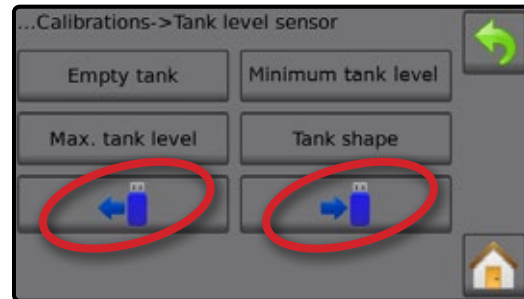 ...Calibrations->Tank level sensor
Empty tank
Minimum tank level
Max. tank level
Tank shape